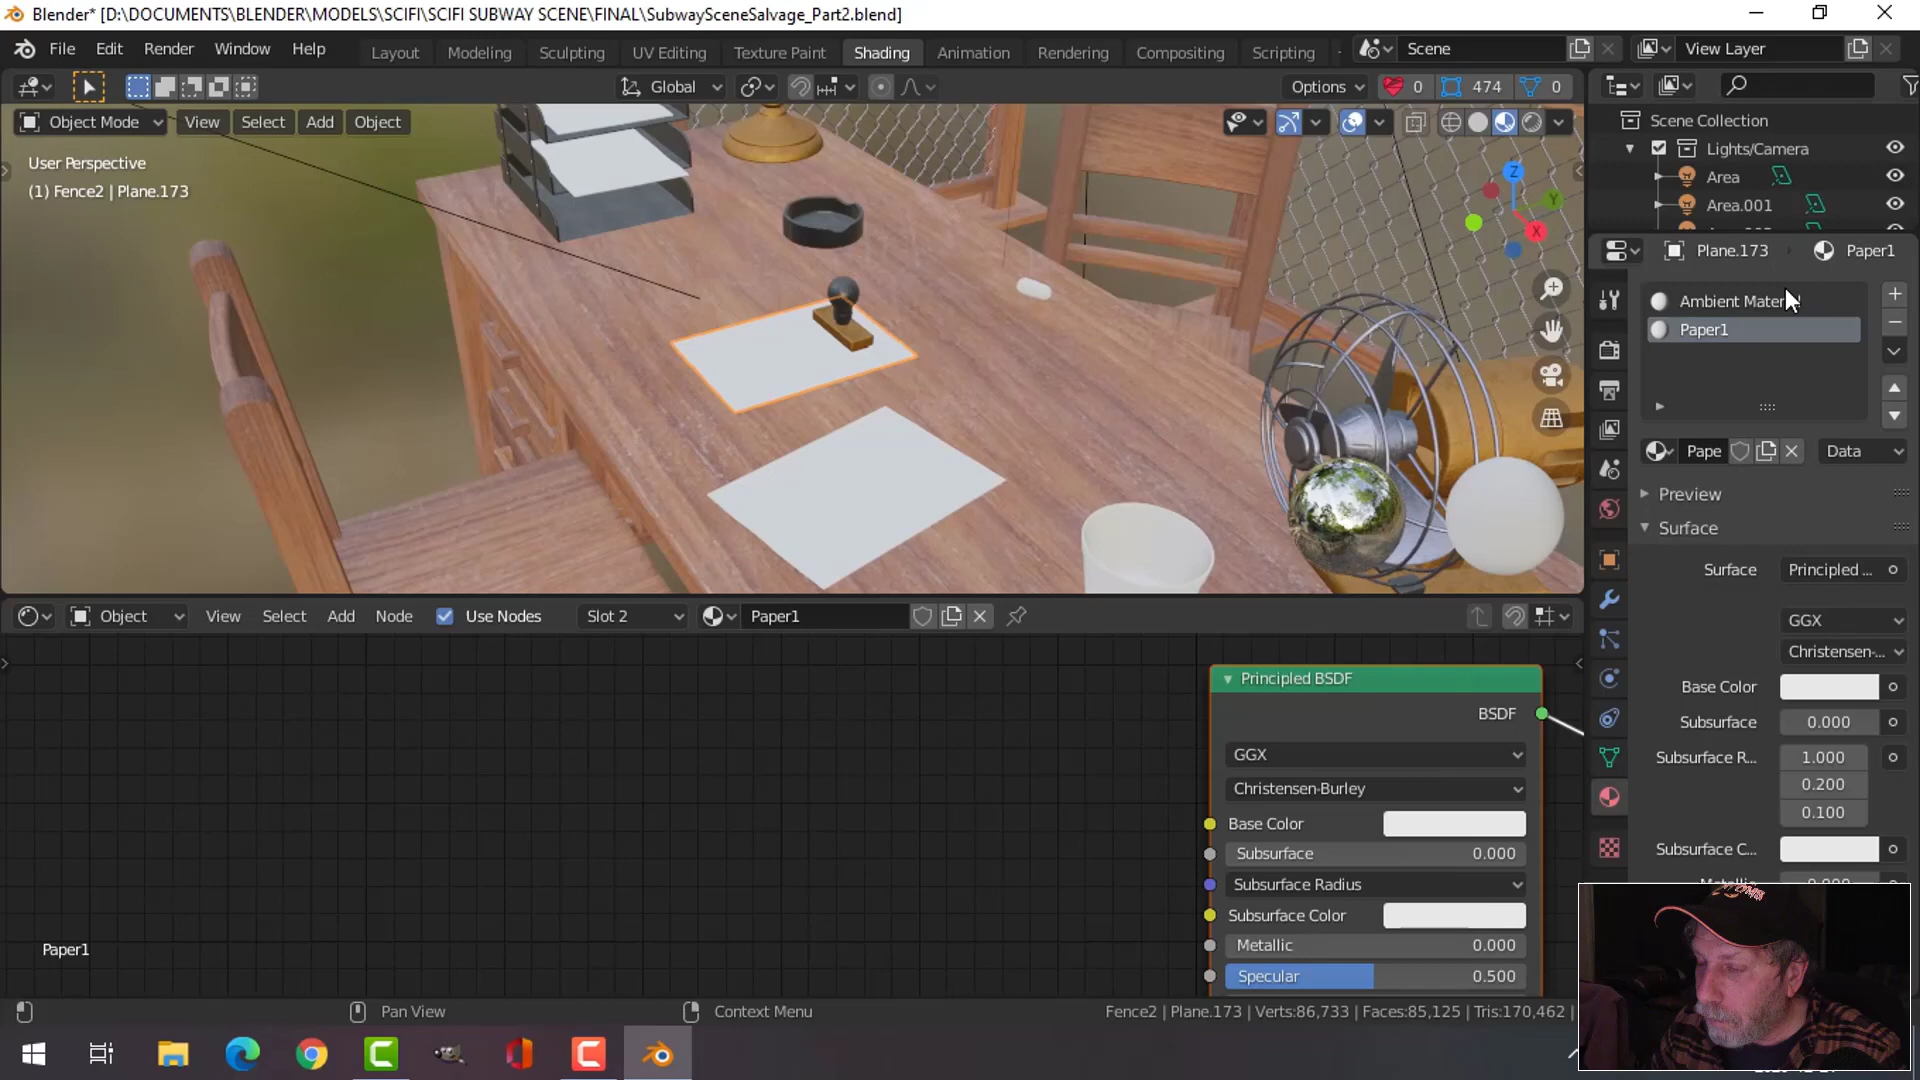 Blender* [D:\DOCUMENTS\BLENDER\MODELS\SCIFI\SCIFI SUBWAY SCENE\FINAL\SubwaySceneSalvage_Part2.blend]
File Edit Render Window Help Layout Modeling Sculpting UV Editing Texture Paint Shading Animation Rendering Compositing Scripting Scene View Layer
Global Options 0 474 0
Object Mode View Select Add Object
Scene Collection
Lights/Camera
Area
Area.001
User Perspective
(1) Fence2 | Plane.173
Z
Y
X
Plane.173 Paper1
Ambient Mater
Paper1
Pape Data
Preview
Surface
Surface Principled ...
GGX
Christensen-...
Base Color
Subsurface 0.000
Subsurface R... 1.000
0.200
0.100
Subsurface C...
Object View Select Add Node Use Nodes Slot 2 Paper1
Principled BSDF
BSDF
GGX
Christensen-Burley
Base Color
Subsurface 0.000
Subsurface Radius
Subsurface Color
Metallic 0.000
Specular 0.500
Paper1
Pan View Context Menu Fence2 | Plane.173 | Verts:86,733 | Faces:85,125 | Tris:170,462 |